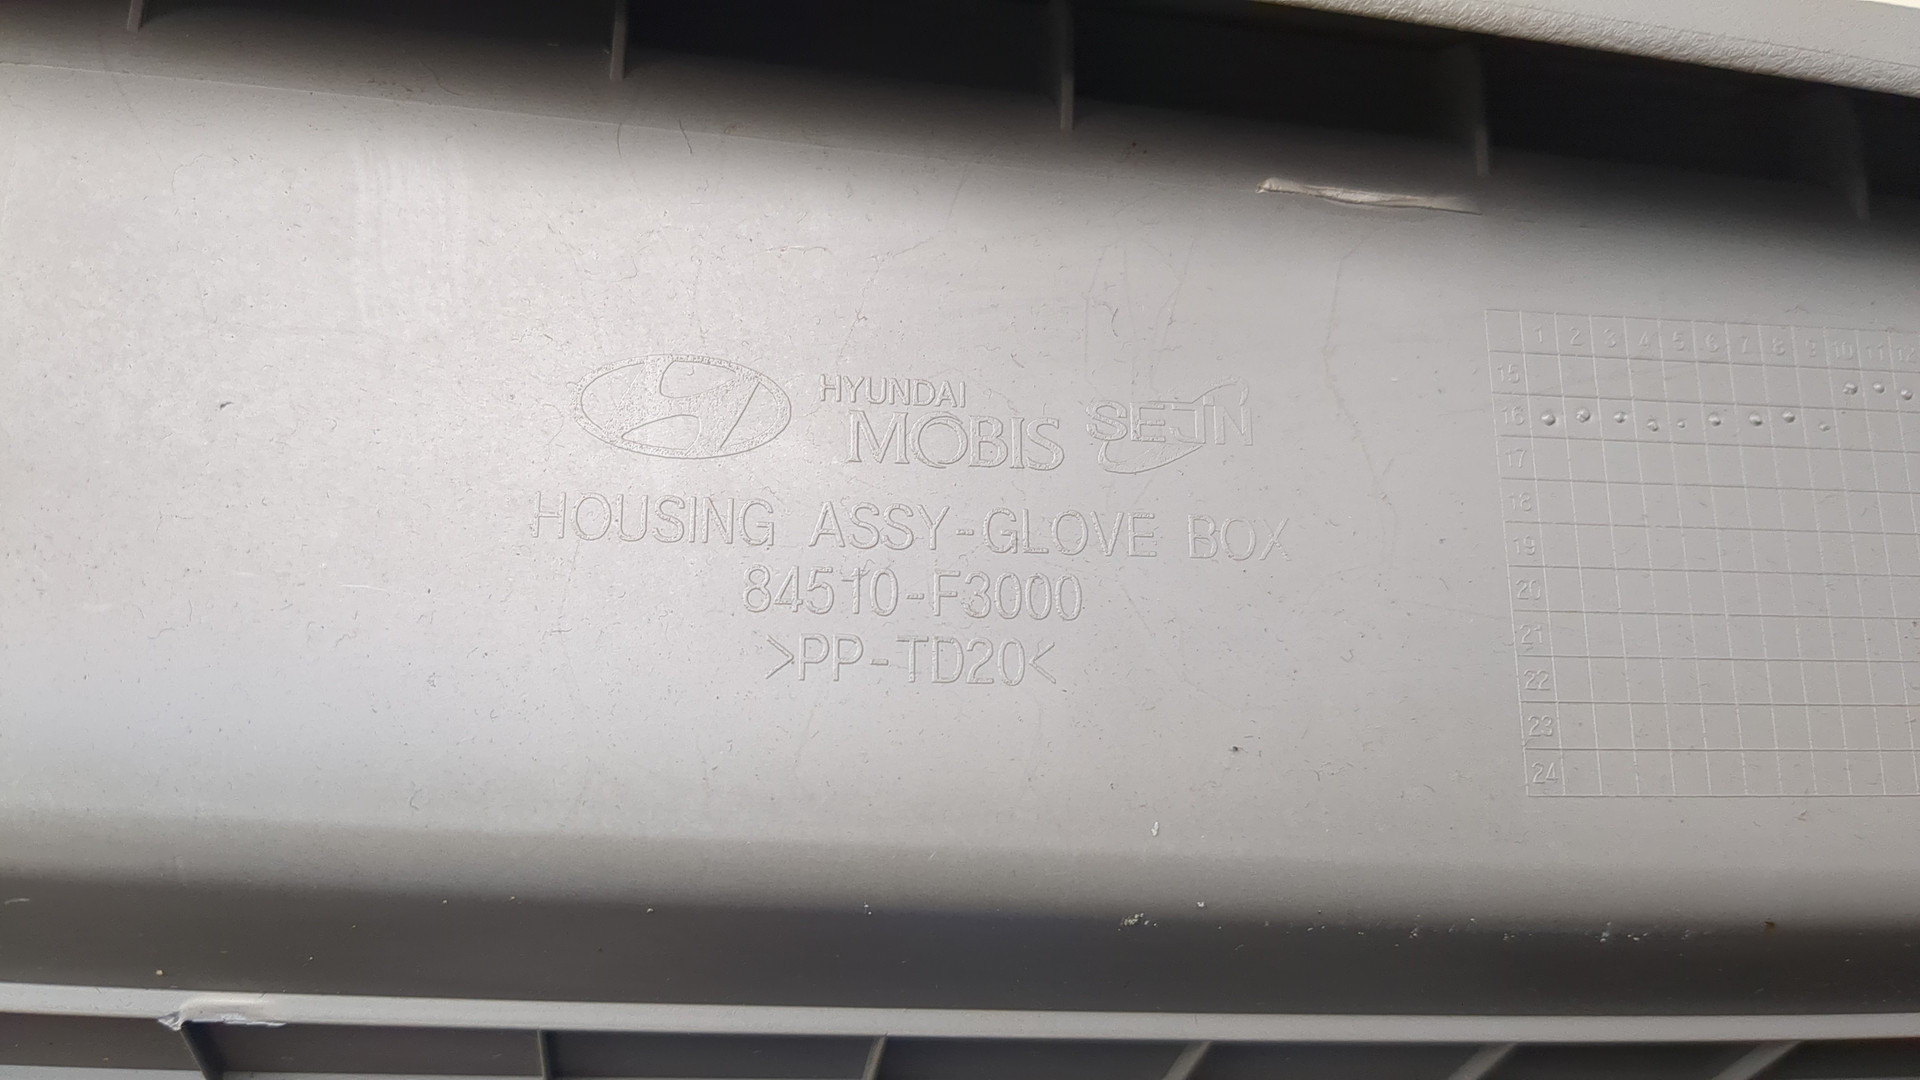 HYUNDAI
MOBIS SEJIN
HOUSING ASSY-GLOVE BOX
84510-F3000
>PP-TD20<
1 2 3 4 5 6 7 8 9 10 11 12
15
16
17
18
19
20
21
22
23
24